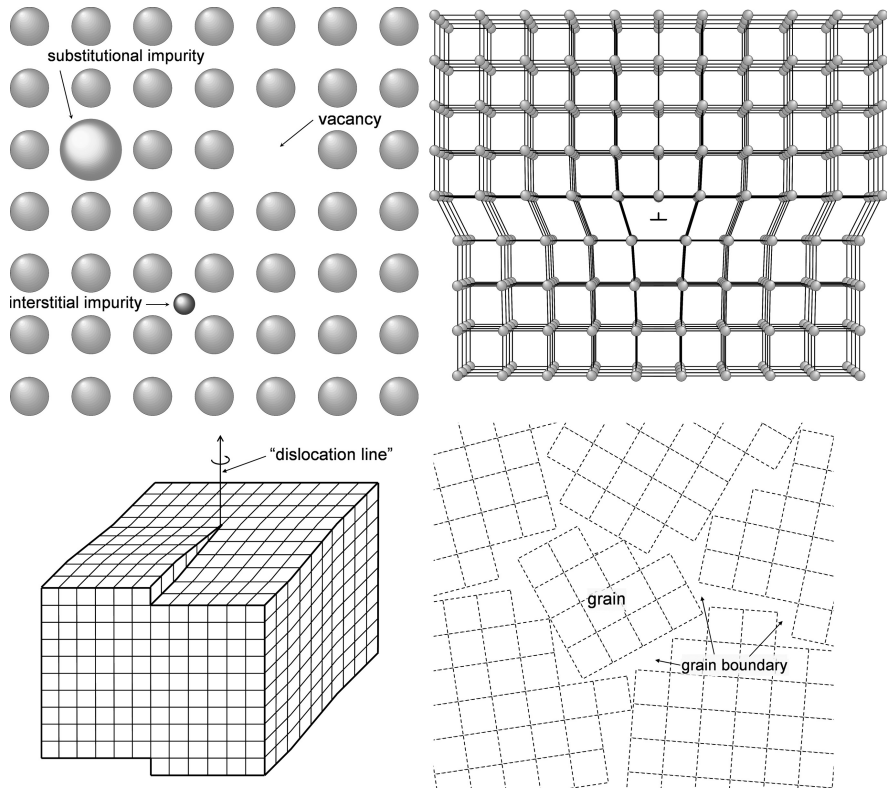 substitutional impurity
vacancy
interstitial impurity
“dislocation line”
grain
grain boundary